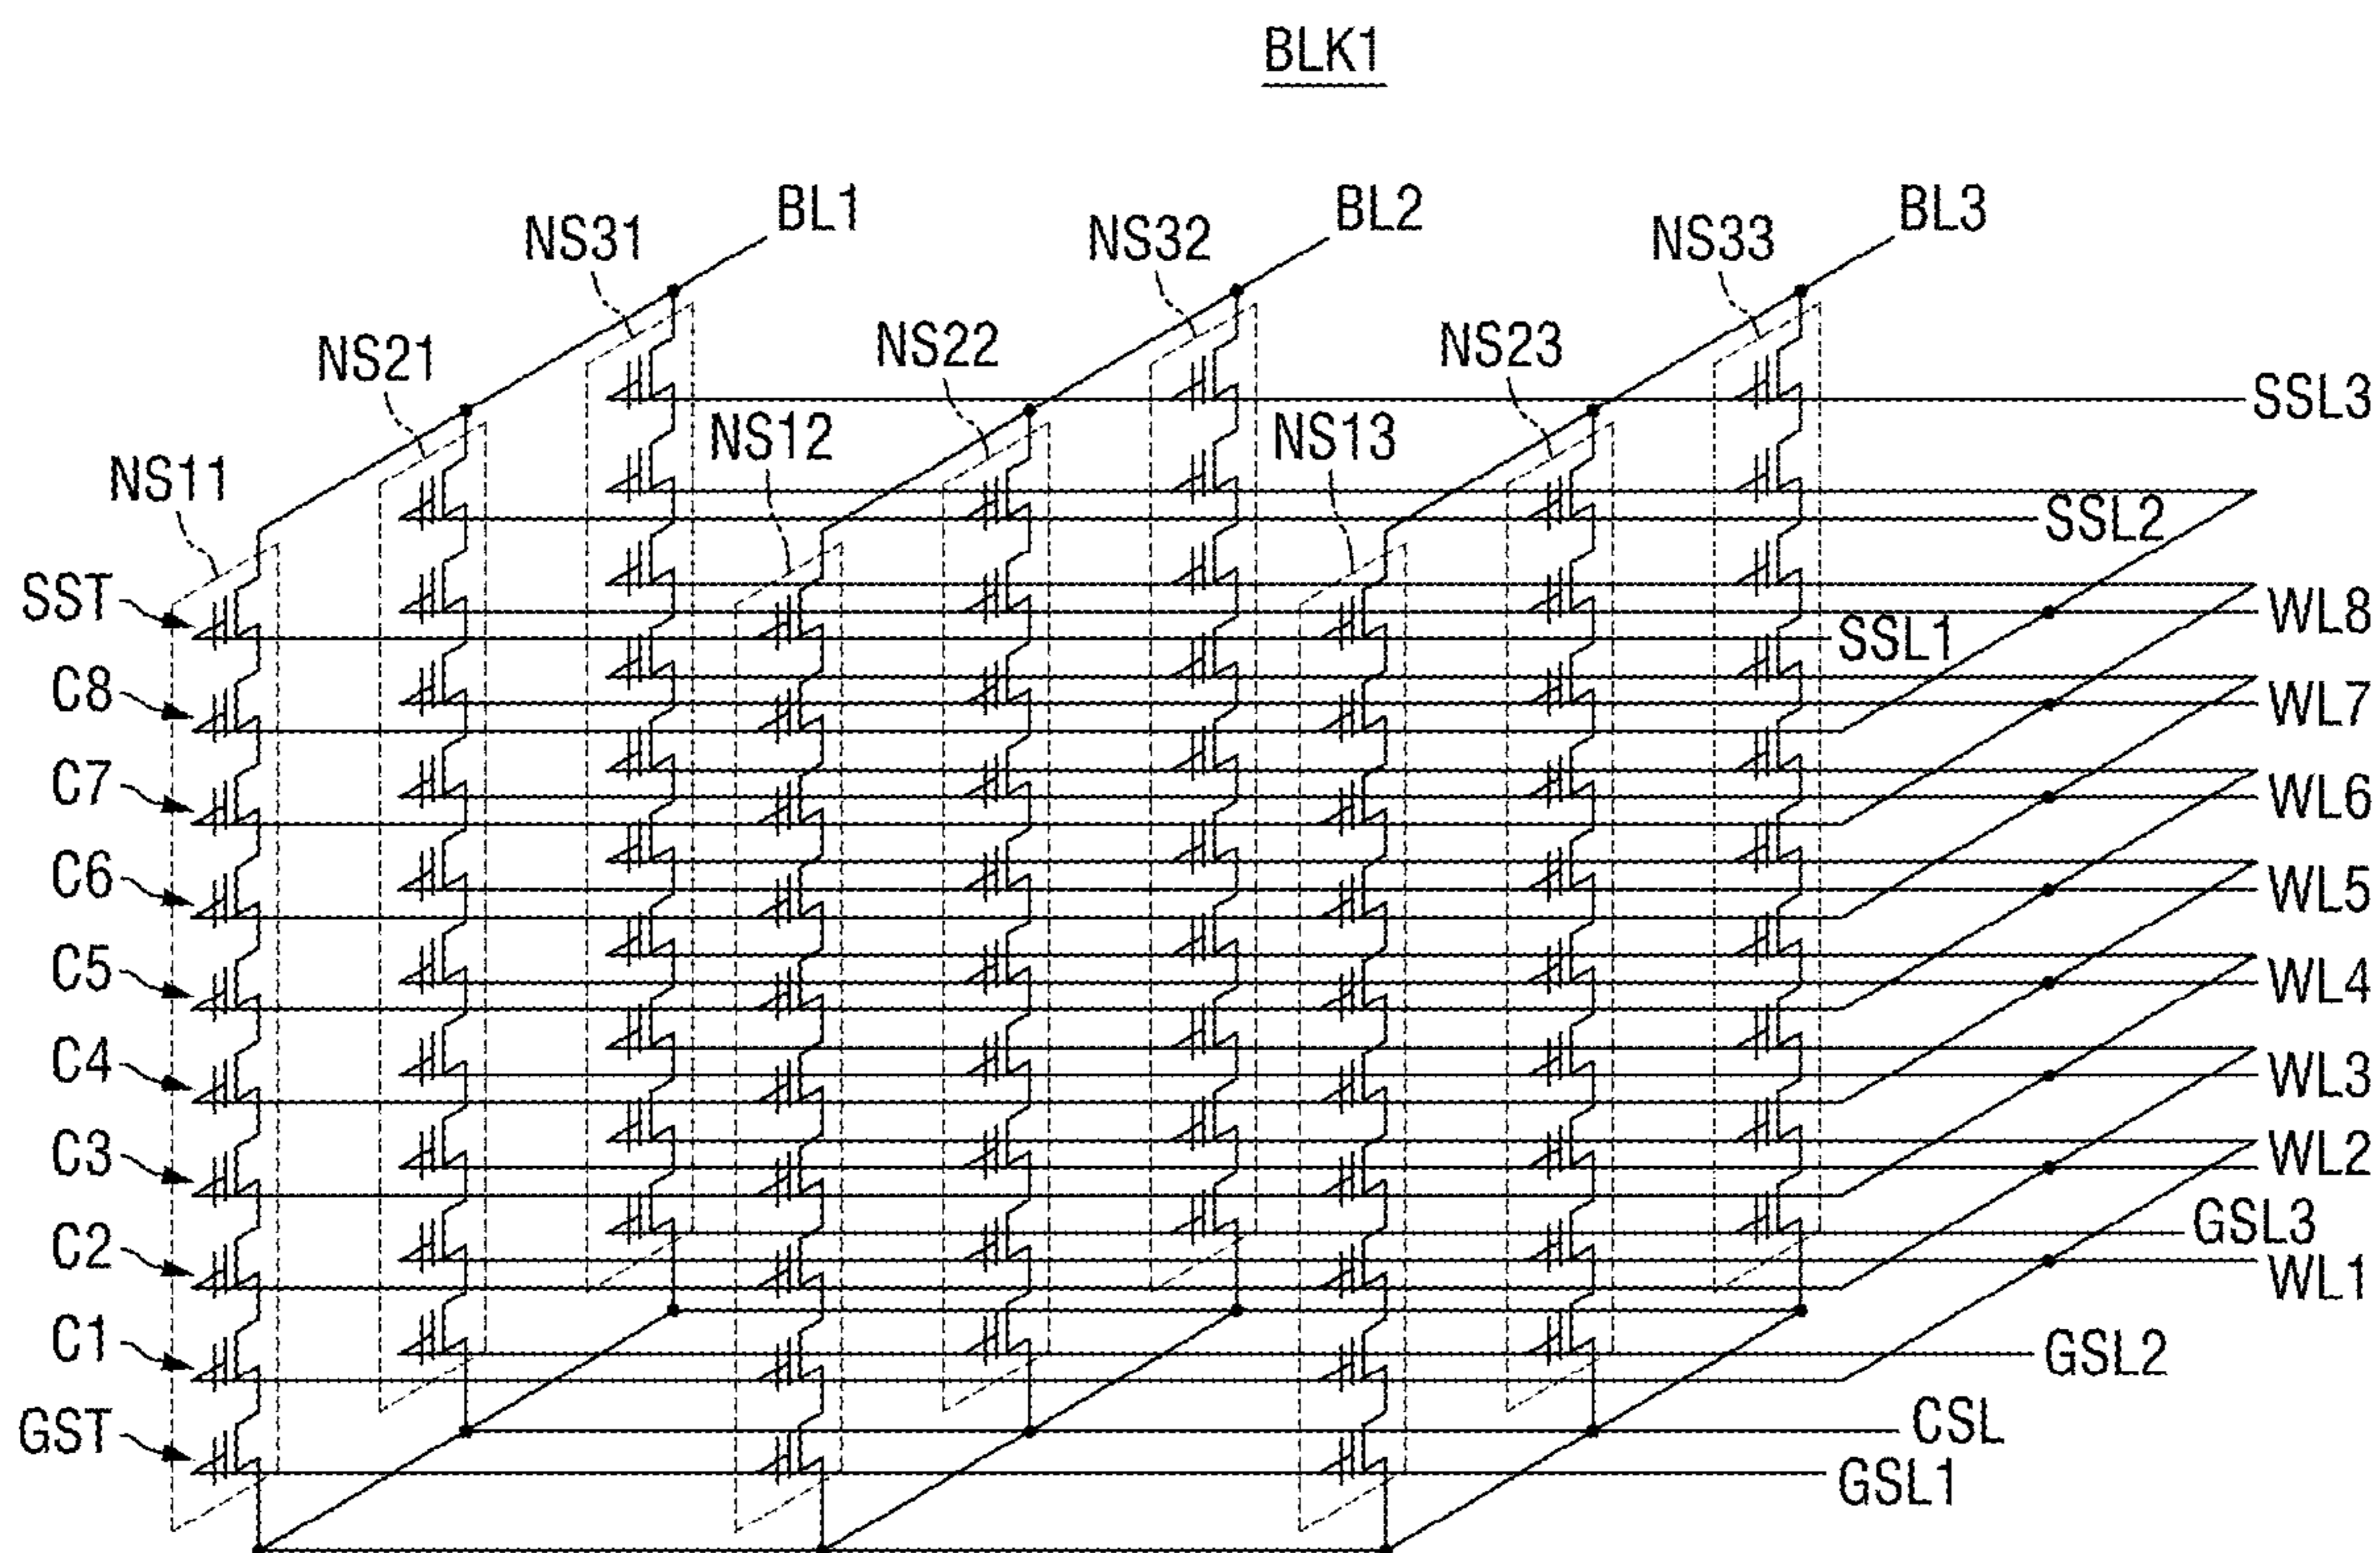 BLK1
BL1
BL2
BL3
NS31
NS32
NS33
NS21
NS22
NS23
NS11
NS12
NS13
SSL3
SSL2
SSL1
SST
C8
C7
C6
C5
C4
C3
C2
C1
GST
WL8
WL7
WL6
WL5
WL4
WL3
WL2
GSL3
WL1
GSL2
CSL
GSL1